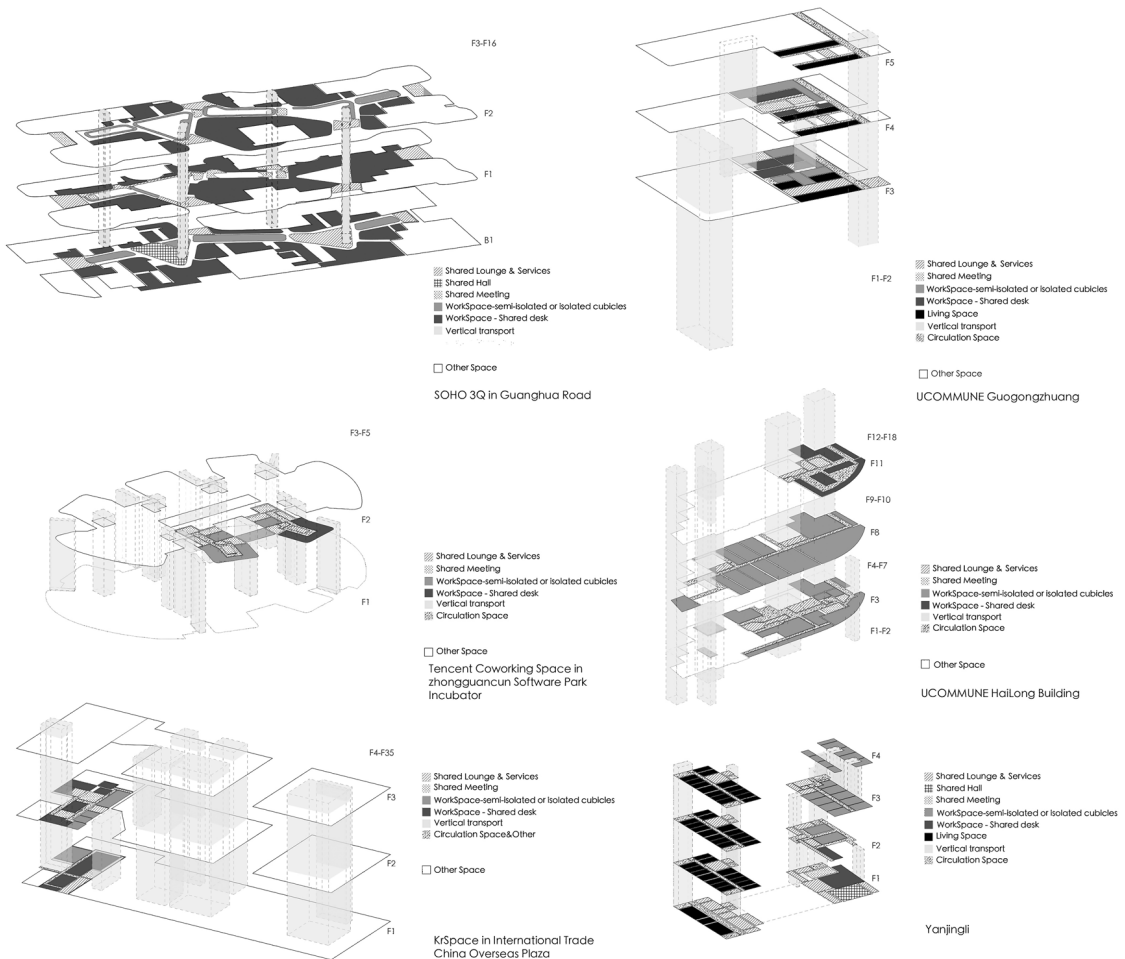 F3-F16
F2
F1
B1
Shared Lounge & Services
Shared Hall
Shared Meeting
WorkSpace-semi-isolated or isolated cubicles
WorkSpace - Shared desk
Vertical transport
Other Space
SOHO 3Q in Guanghua Road
F5
F4
F3
F1-F2
Shared Lounge & Services
Shared Meeting
WorkSpace-semi-isolated or isolated cubicles
WorkSpace - Shared desk
Living Space
Vertical transport
Circulation Space
Other Space
UCOMMUNE Guogongzhuang
F3-F5
F2
F1
Shared Lounge & Services
Shared Meeting
WorkSpace-semi-isolated or isolated cubicles
WorkSpace - Shared desk
Vertical transport
Circulation Space
Other Space
Tencent Coworking Space in
zhongguancun Software Park
Incubator
F12-F18
F11
F9-F10
F8
F4-F7
F3
F1-F2
Shared Lounge & Services
Shared Meeting
WorkSpace-semi-isolated or isolated cubicles
WorkSpace - Shared desk
Vertical transport
Circulation Space
Other Space
UCOMMUNE HaiLong Building
F4-F35
F3
F2
F1
Shared Lounge & Services
Shared Meeting
WorkSpace-semi-isolated or isolated cubicles
WorkSpace - Shared desk
Vertical transport
Circulation Space&Other
Other Space
KrSpace in International Trade
China Overseas Plaza
F4
F3
F2
F1
Shared Lounge & Services
Shared Hall
Shared Meeting
WorkSpace-semi-isolated or isolated cubicles
WorkSpace - Shared desk
Living Space
Vertical transport
Circulation Space
Yanjingli